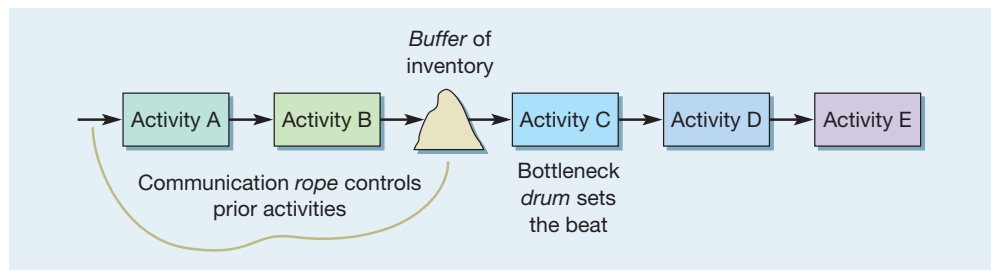 Buffer of
inventory
Activity A
Activity B
Activity C
Activity D
Activity E
Communication rope controls
prior activities
Bottleneck
drum sets
the beat